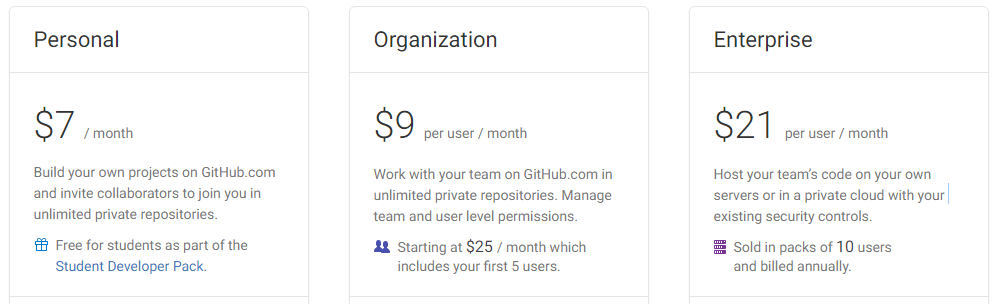 Personal
$7 / month
Build your own projects on GitHub.com
and invite collaborators to join you in
unlimited private repositories.
Free for students as part of the
Student Developer Pack.
Organization
$9 per user / month
Work with your team on GitHub.com in
unlimited private repositories. Manage
team and user level permissions.
Starting at $25 / month which
includes your first 5 users.
Enterprise
$21 per user / month
Host your team's code on your own
servers or in a private cloud with your
existing security controls.
Sold in packs of 10 users
and billed annually.